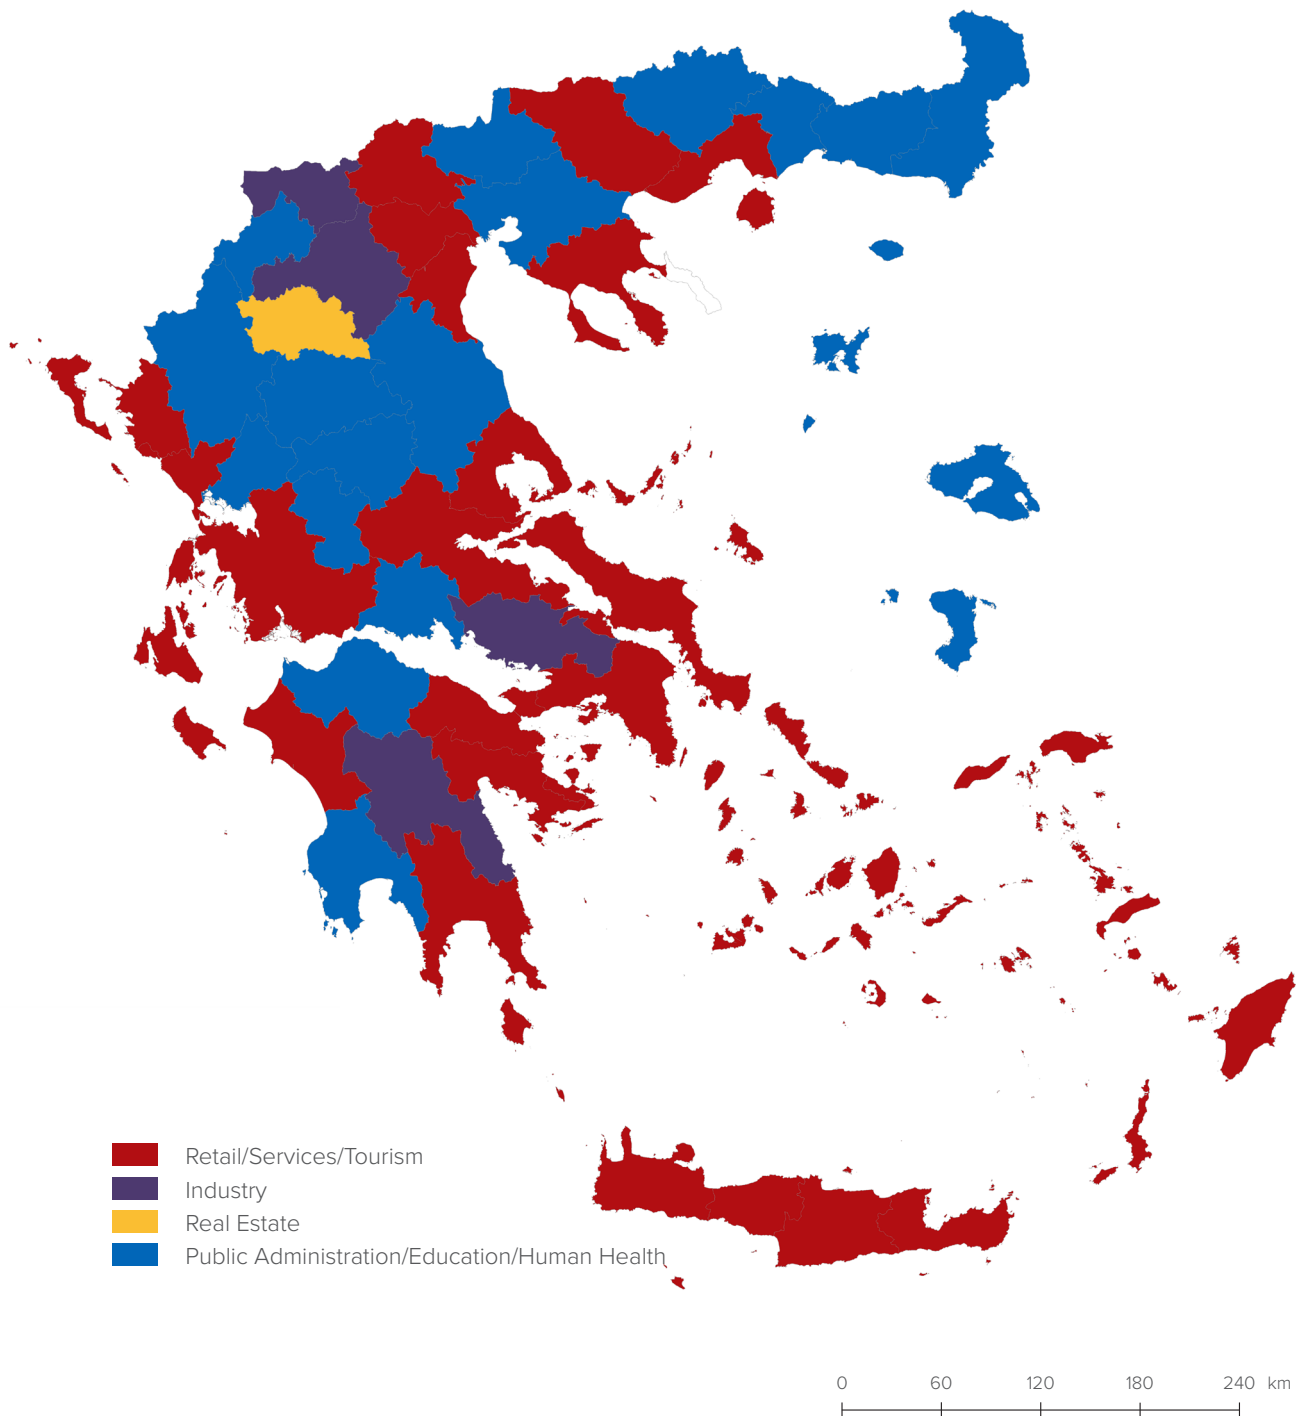 Retail/Services/Tourism
Industry
Real Estate
Public Administration/Education/Human Health
0 60 120 180 240 km